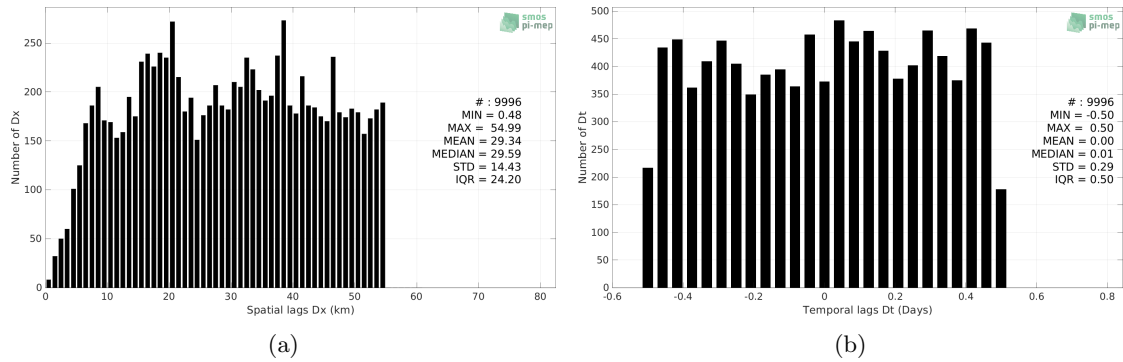 smos
pi-mep
250
200
150
100
50
0
Number of Dx
# : 9996
MIN = 0.48
MAX = 54.99
MEAN = 29.34
MEDIAN = 29.59
STD = 14.43
IQR = 24.20
0 10 20 30 40 50 60 70 80
Spatial lags Dx (km)
(a)
smos
pi-mep
500
450
400
350
300
250
200
150
100
50
0
Number of Dt
# : 9996
MIN = -0.50
MAX = 0.50
MEAN = 0.00
MEDIAN = 0.01
STD = 0.29
IQR = 0.50
-0.6 -0.4 -0.2 0 0.2 0.4 0.6 0.8
Temporal lags Dt (Days)
(b)